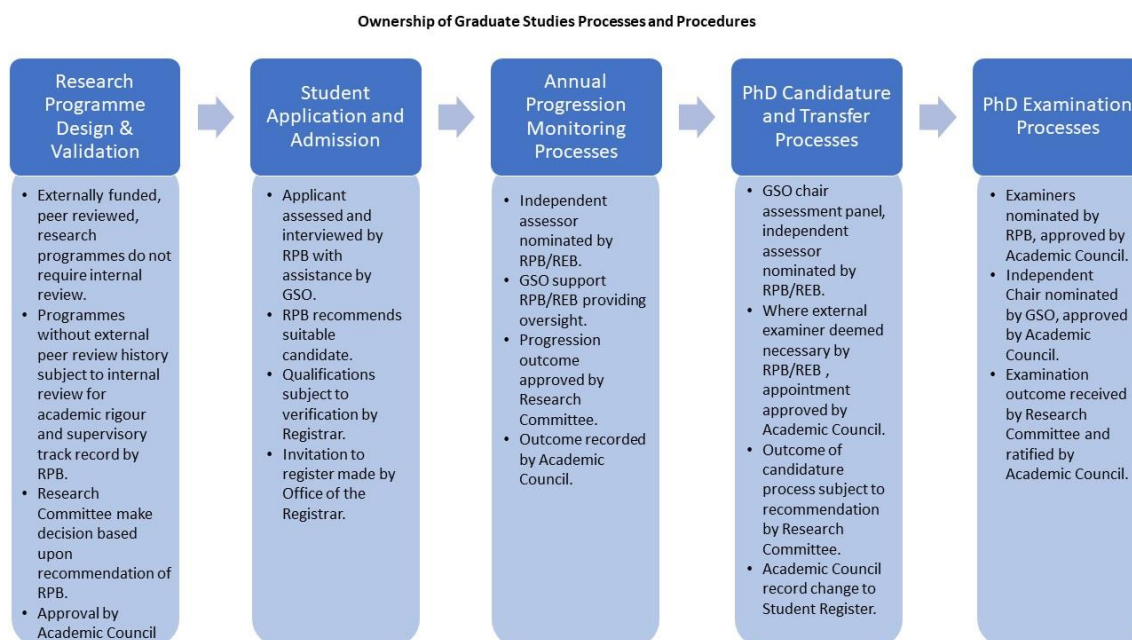 Ownership of Graduate Studies Processes and Procedures
Research
Programme
Design &
Validation
• Externally funded,
peer reviewed,
research
programmes do not
require internal
review.
• Programmes
without external
peer review history
subject to internal
review for
academic rigour
and supervisory
track record by
RPB.
• Research
Committee make
decision based
upon
recommendation of
RPB.
• Approval by
Academic Council
Student
Application and
Admission
• Applicant
assessed and
interviewed by
RPB with
assistance by
GSO.
• RPB recommends
suitable
candidate.
• Qualifications
subject to
verification by
Registrar.
• Invitation to
register made by
Office of the
Registrar.
Annual
Progression
Monitoring
Processes
• Independent
assessor
nominated by
RPB/REB.
• GSO support
RPB/REB providing
oversight.
• Progression
outcome
approved by
Research
Committee.
• Outcome recorded
by Academic
Council.
PhD Candidature
and Transfer
Processes
• GSO chair
assessment panel,
independent
assessor
nominated by
RPB/REB.
• Where external
examiner deemed
necessary by
RPB/REB ,
appointment
approved by
Academic Council.
• Outcome of
candidature
process subject to
recommendation
by Research
Committee.
• Academic Council
record change to
Student Register.
PhD Examination
Processes
• Examiners
nominated by
RPB, approved by
Academic Council.
• Independent
Chair nominated
by GSO, approved
by Academic
Council.
• Examination
outcome received
by Research
Committee and
ratified by
Academic Council.